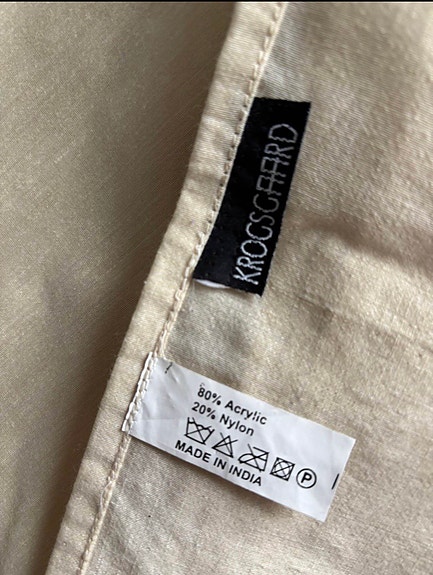 KROGSGAARD
80% Acrylic
20% Nylon
P
MADE IN INDIA